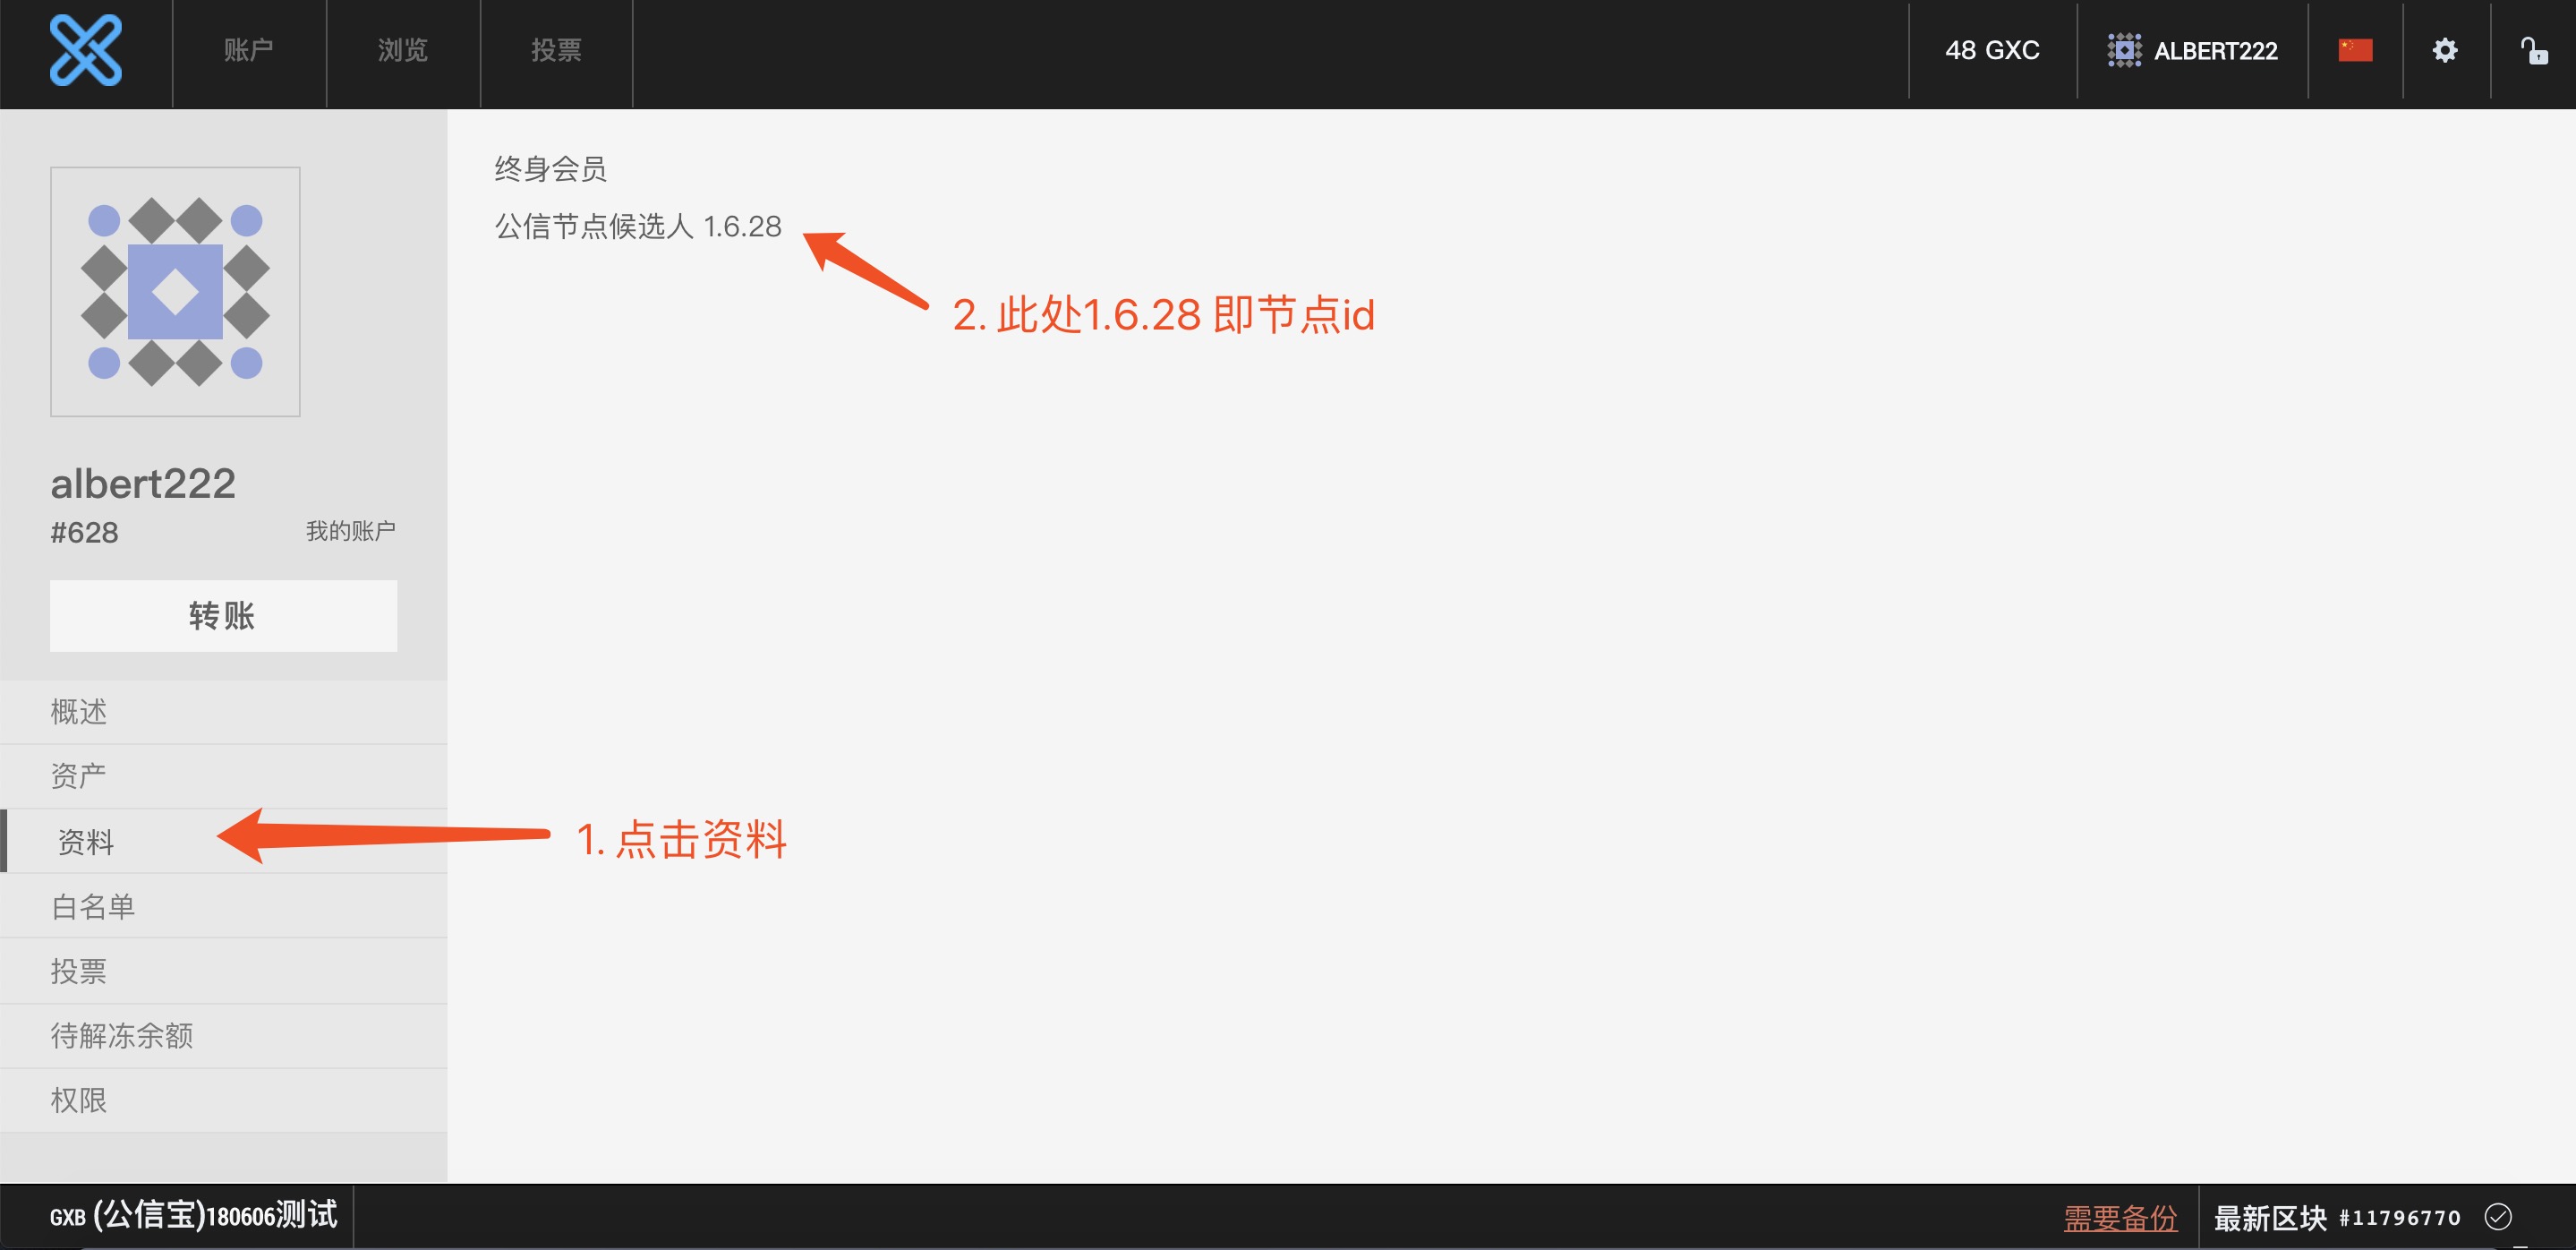 账户
浏览
投票
48 GXC
ALBERT222
终身会员
公信节点候选人 1.6.28
2. 此处1.6.28 即节点id
albert222
#628
我的账户
转账
概述
资产
资料
1. 点击资料
白名单
投票
待解冻余额
权限
GXB (公信宝)180606测试
需要备份
最新区块 #11796770